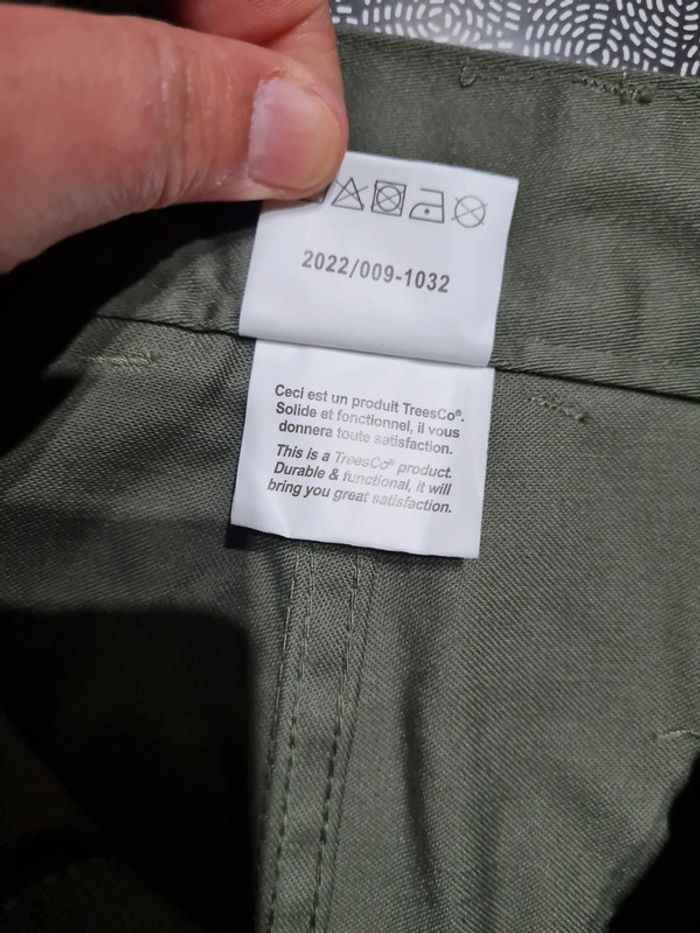 2022/009-1032
Ceci est un produit TreesCo®.
Solide et fonctionnel, il vous
donnera toute satisfaction.
This is a TreesCo® product.
Durable & functional, it will
bring you great satisfaction.